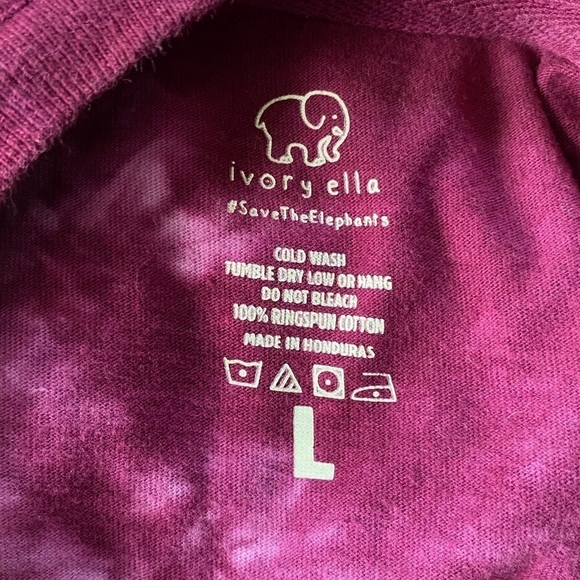 ivory ella
#SaveTheElephants
COLD WASH
TUMBLE DRY LOW OR HANG
DO NOT BLEACH
100% RINGSPUN COTTON
MADE IN HONDURAS
L